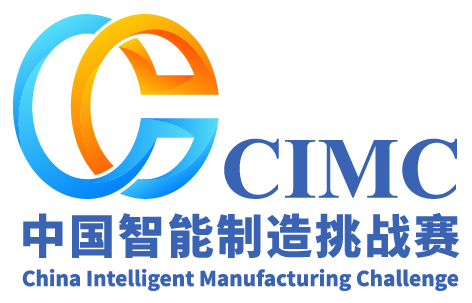 CIMC
中国智能制造挑战赛
China Intelligent Manufacturing Challenge